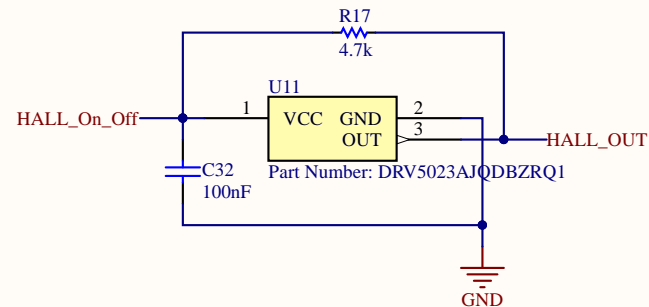 R17
4.7k
U11
HALL_On_Off
1
VCC
GND
2
OUT
3
HALL_OUT
C32
100nF
Part Number: DRV5023AJQDBZRQ1
GND